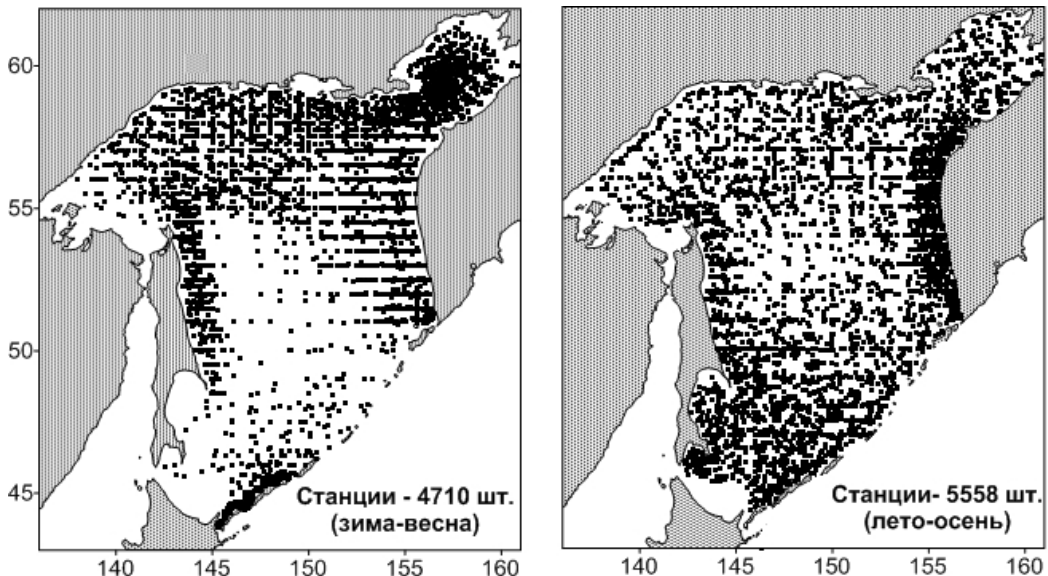 60
55
50
45
Станции - 4710 шт.
(зима-весна)
140 145 150 155 160
Станции- 5558 шт.
(лето-осень)
140 145 150 155 160